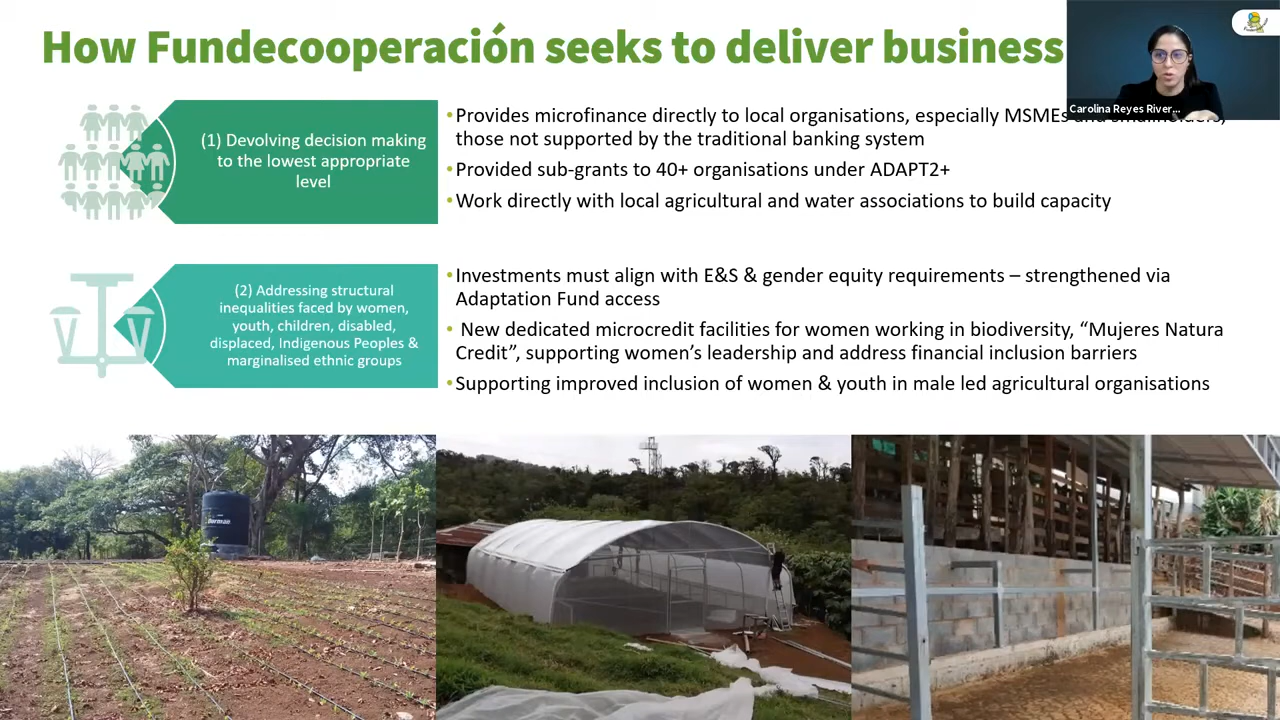 How Fundecooperación seeks to deliver business
Carolina Reyes River...
(1) Devolving decision making
to the lowest appropriate
level
•Provides microfinance directly to local organisations, especially MSMEs and smallholders,
those not supported by the traditional banking system
•Provided sub-grants to 40+ organisations under ADAPT2+
•Work directly with local agricultural and water associations to build capacity
(2) Addressing structural
inequalities faced by women,
youth, children, disabled,
displaced, Indigenous Peoples &
marginalised ethnic groups
•Investments must align with E&S & gender equity requirements – strengthened via
Adaptation Fund access
• New dedicated microcredit facilities for women working in biodiversity, “Mujeres Natura
Credit”, supporting women’s leadership and address financial inclusion barriers
•Supporting improved inclusion of women & youth in male led agricultural organisations